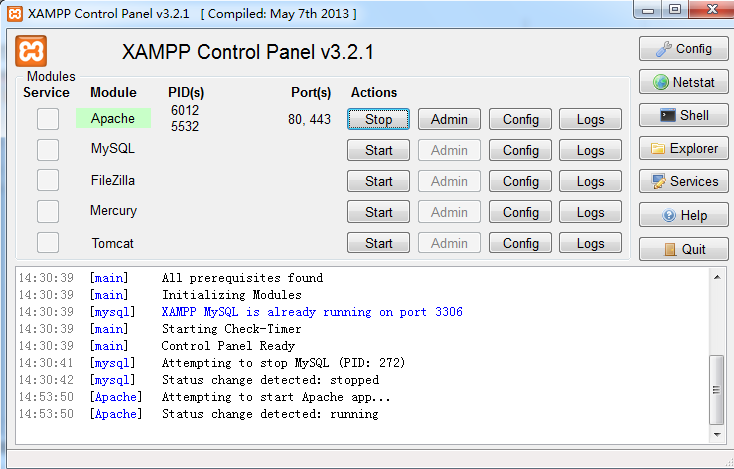 XAMPP Control Panel v3.2.1 [ Compiled: May 7th 2013 ]
XAMPP Control Panel v3.2.1
Config
Modules
Service Module PID(s) Port(s) Actions
Netstat
Apache 6012 5532 80, 443 Stop Admin Config Logs
Shell
MySQL Start Admin Config Logs
Explorer
FileZilla Start Admin Config Logs
Services
Mercury Start Admin Config Logs
Help
Tomcat Start Admin Config Logs
Quit
14:30:39 [main] All prerequisites found
14:30:39 [main] Initializing Modules
14:30:39 [mysql] XAMPP MySQL is already running on port 3306
14:30:39 [main] Starting Check-Timer
14:30:39 [main] Control Panel Ready
14:30:41 [mysql] Attempting to stop MySQL (PID: 272)
14:30:42 [mysql] Status change detected: stopped
14:53:50 [Apache] Attempting to start Apache app...
14:53:50 [Apache] Status change detected: running